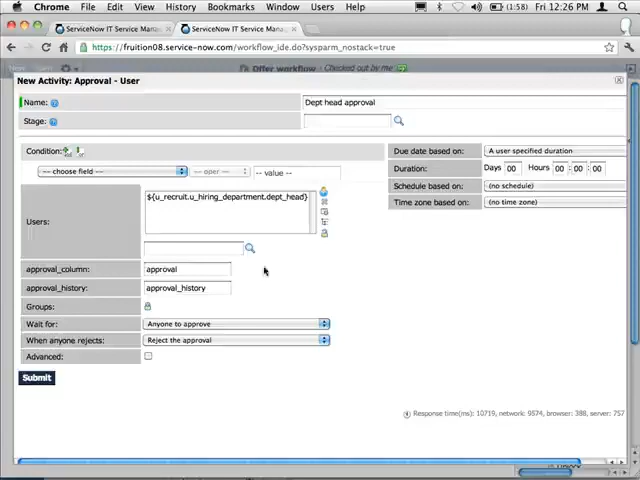 Chrome File Edit View History Bookmarks Window Users Help (1:58) Fri 12:26 PM
ServiceNow IT Service Mana ServiceNow IT Service Mana
https://fruition08.service-now.com/workflow_ide.do?sysparm_nostack=true
Offer workflow Checked out by me
New Activity: Approval - User
Name: Dept head approval
Stage:
Condition: or
-- choose field -- -- oper -- -- value --
Due date based on: A user specified duration
Duration: Days 00 Hours 00 : 00 : 00
Schedule based on: (no schedule)
Time zone based on: (no time zone)
Users: ${u_recruit.u_hiring_department.dept_head}
approval_column: approval
approval_history: approval_history
Groups:
Wait for: Anyone to approve
When anyone rejects: Reject the approval
Advanced:
Submit
Response time(ms): 10719, network: 9574, browser: 388, server: 757